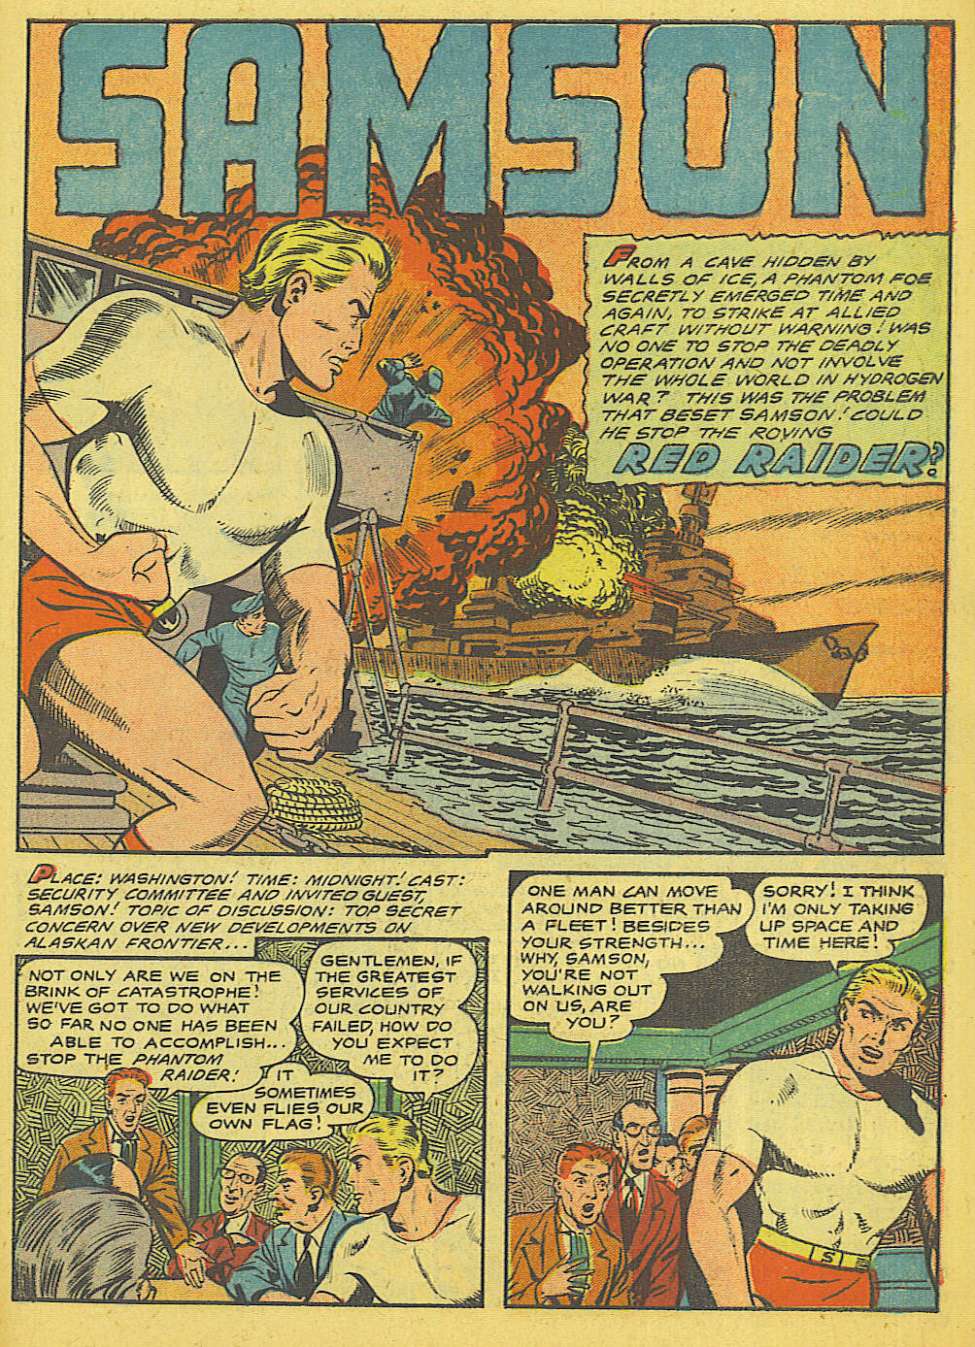 SAMSON
FROM A CAVE HIDDEN BY
WALLS OF ICE, A PHANTOM FOE
SECRETLY EMERGED TIME AND
AGAIN, TO STRIKE AT ALLIED
CRAFT WITHOUT WARNING! WAS
NO ONE TO STOP THE DEADLY
OPERATION AND NOT INVOLVE
THE WHOLE WORLD IN HYDROGEN
WAR? THIS WAS THE PROBLEM
THAT BESET SAMSON! COULD
HE STOP THE ROVING
RED RAIDER?
PLACE: WASHINGTON! TIME: MIDNIGHT! CAST:
SECURITY COMMITTEE AND INVITED GUEST,
SAMSON! TOPIC OF DISCUSSION: TOP SECRET
CONCERN OVER NEW DEVELOPMENTS ON
ALASKAN FRONTIER...
NOT ONLY ARE WE ON THE
BRINK OF CATASTROPHE!
WE'VE GOT TO DO WHAT
SO FAR NO ONE HAS BEEN
ABLE TO ACCOMPLISH...
STOP THE PHANTOM
RAIDER!
IT
SOMETIMES
EVEN FLIES OUR
OWN FLAG!
GENTLEMEN, IF
THE GREATEST
SERVICES OF
OUR COUNTRY
FAILED, HOW DO
YOU EXPECT
ME TO DO
IT?
ONE MAN CAN MOVE
AROUND BETTER THAN
A FLEET! BESIDES
YOUR STRENGTH...
WHY, SAMSON,
YOU'RE NOT
WALKING OUT
ON US, ARE
YOU?
SORRY! I THINK
I'M ONLY TAKING
UP SPACE AND
TIME HERE!
S